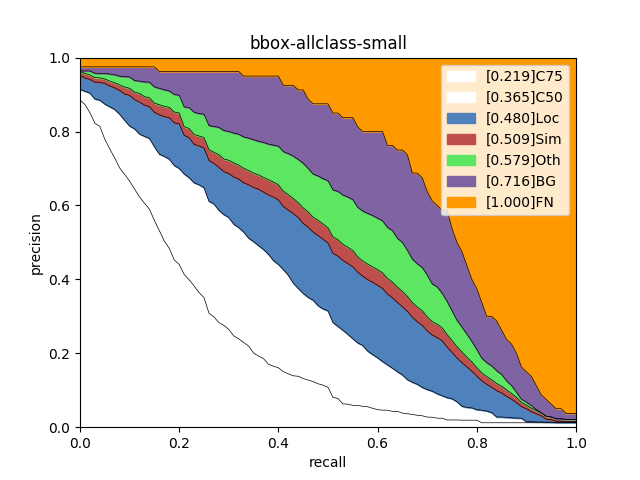 bbox-allclass-small
1.0
0.8
0.6
0.4
0.2
0.0
precision
[0.219]C75
[0.365]C50
[0.480]Loc
[0.509]Sim
[0.579]Oth
[0.716]BG
[1.000]FN
0.0 0.2 0.4 0.6 0.8 1.0
recall